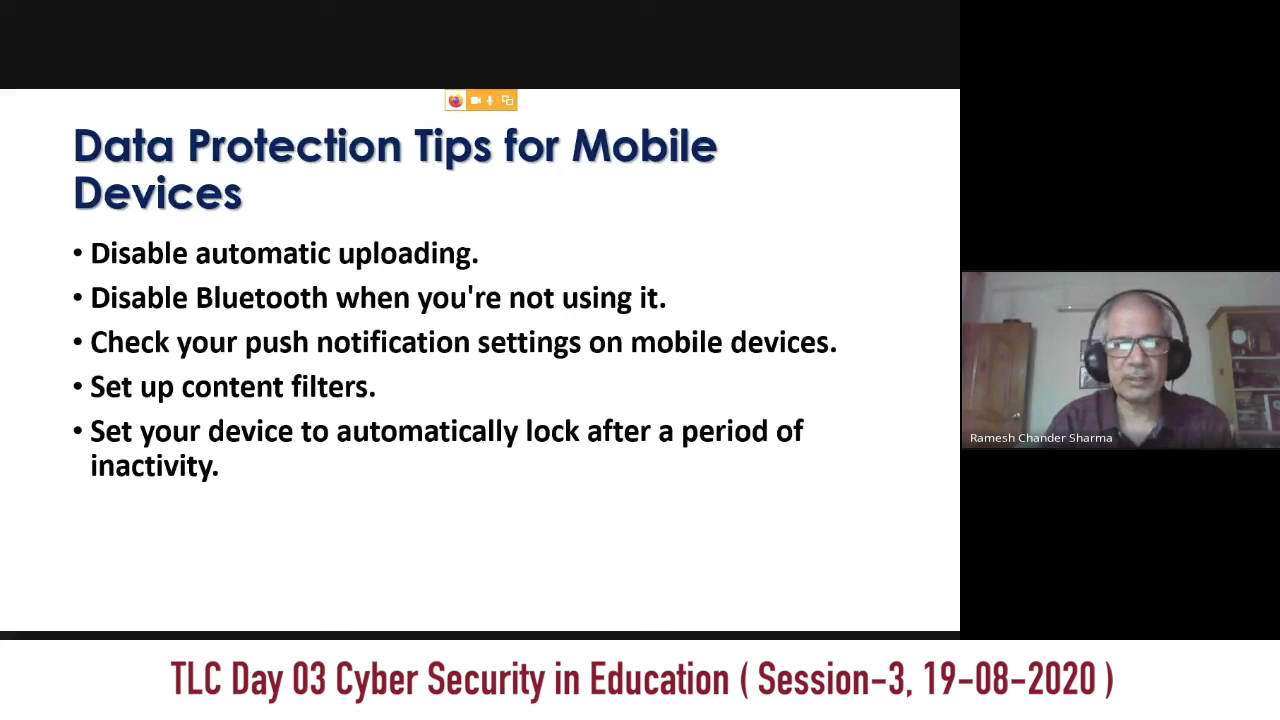 Data Protection Tips for Mobile
Devices
• Disable automatic uploading.
• Disable Bluetooth when you're not using it.
• Check your push notification settings on mobile devices.
• Set up content filters.
• Set your device to automatically lock after a period of
inactivity.
Ramesh Chander Sharma
TLC Day 03 Cyber Security in Education ( Session-3, 19-08-2020 )